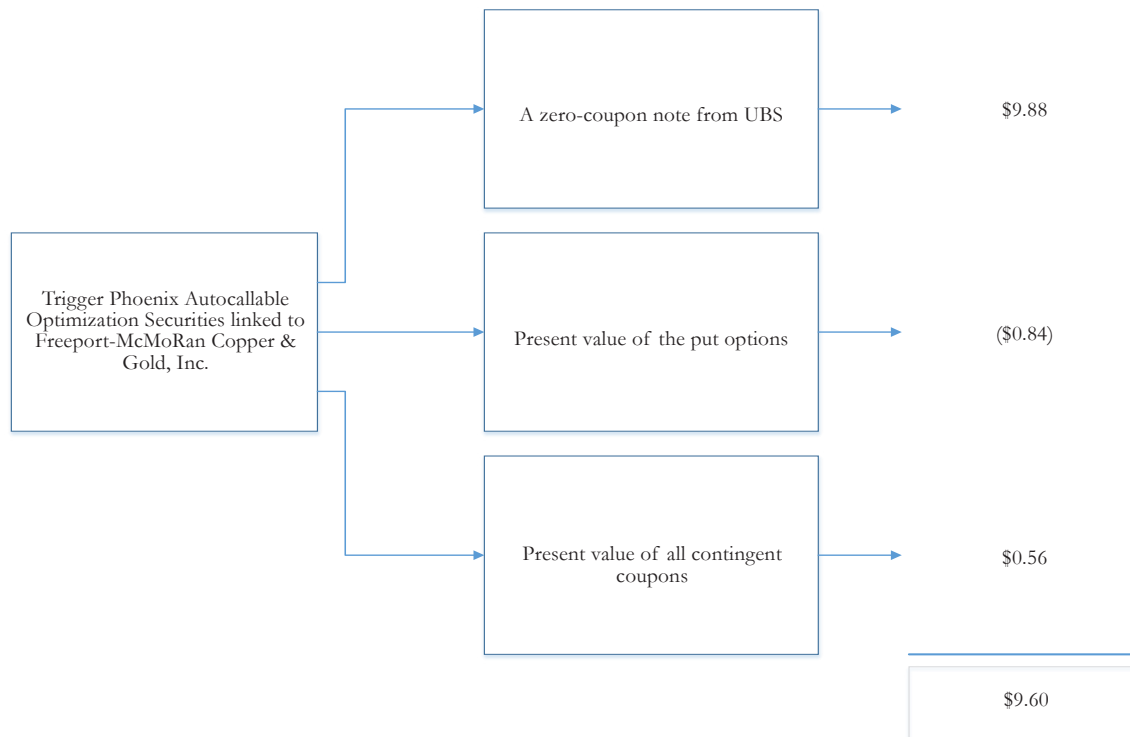 A zero-coupon note from UBS
$9.88
Trigger Phoenix Autocallable
Optimization Securities linked to
Freeport-McMoRan Copper &
Gold, Inc.
Present value of the put options
($0.84)
Present value of all contingent
coupons
$0.56
$9.60